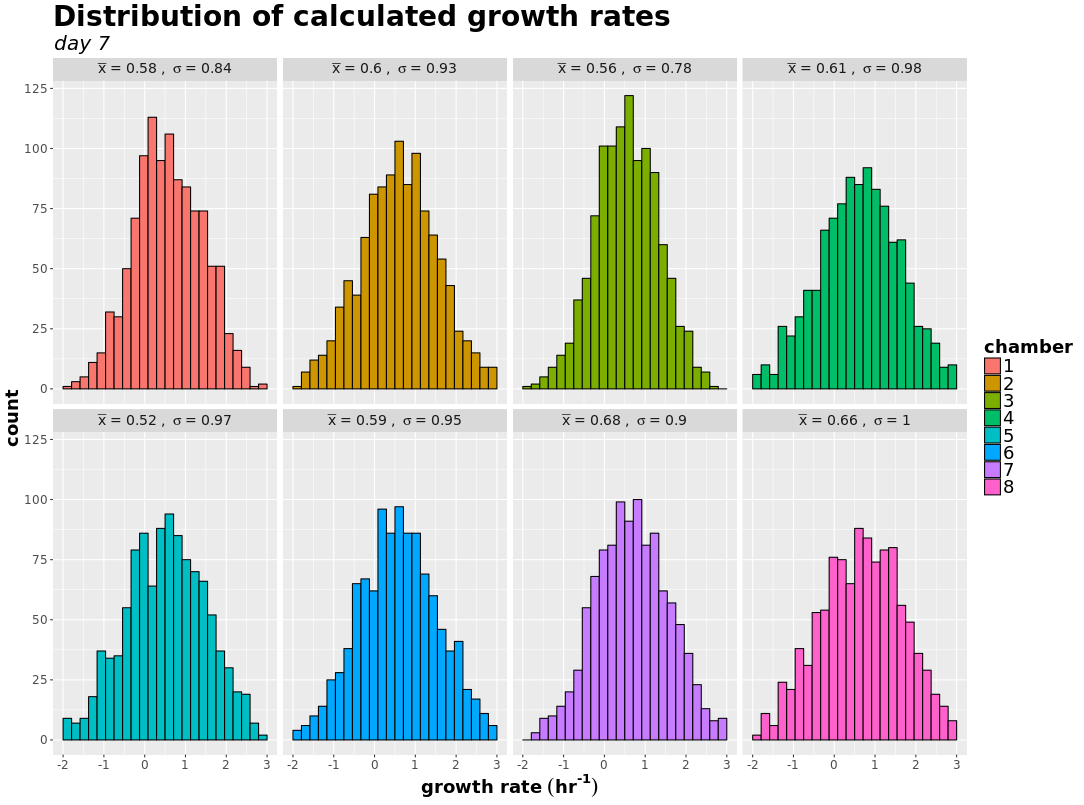 Distribution of calculated growth rates
day 7
x̅ = 0.58 , σ = 0.84
x̅ = 0.6 , σ = 0.93
x̅ = 0.56 , σ = 0.78
x̅ = 0.61 , σ = 0.98
125
100
75
50
25
0
x̅ = 0.52 , σ = 0.97
x̅ = 0.59 , σ = 0.95
x̅ = 0.68 , σ = 0.9
x̅ = 0.66 , σ = 1
125
100
75
50
25
0
count
-2 -1 0 1 2 3
-2 -1 0 1 2 3
-2 -1 0 1 2 3
-2 -1 0 1 2 3
growth rate (hr⁻¹)
chamber
1
2
3
4
5
6
7
8